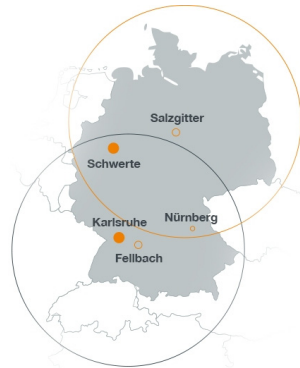 Salzgitter
Schwerte
Karlsruhe
Nürnberg
Fellbach